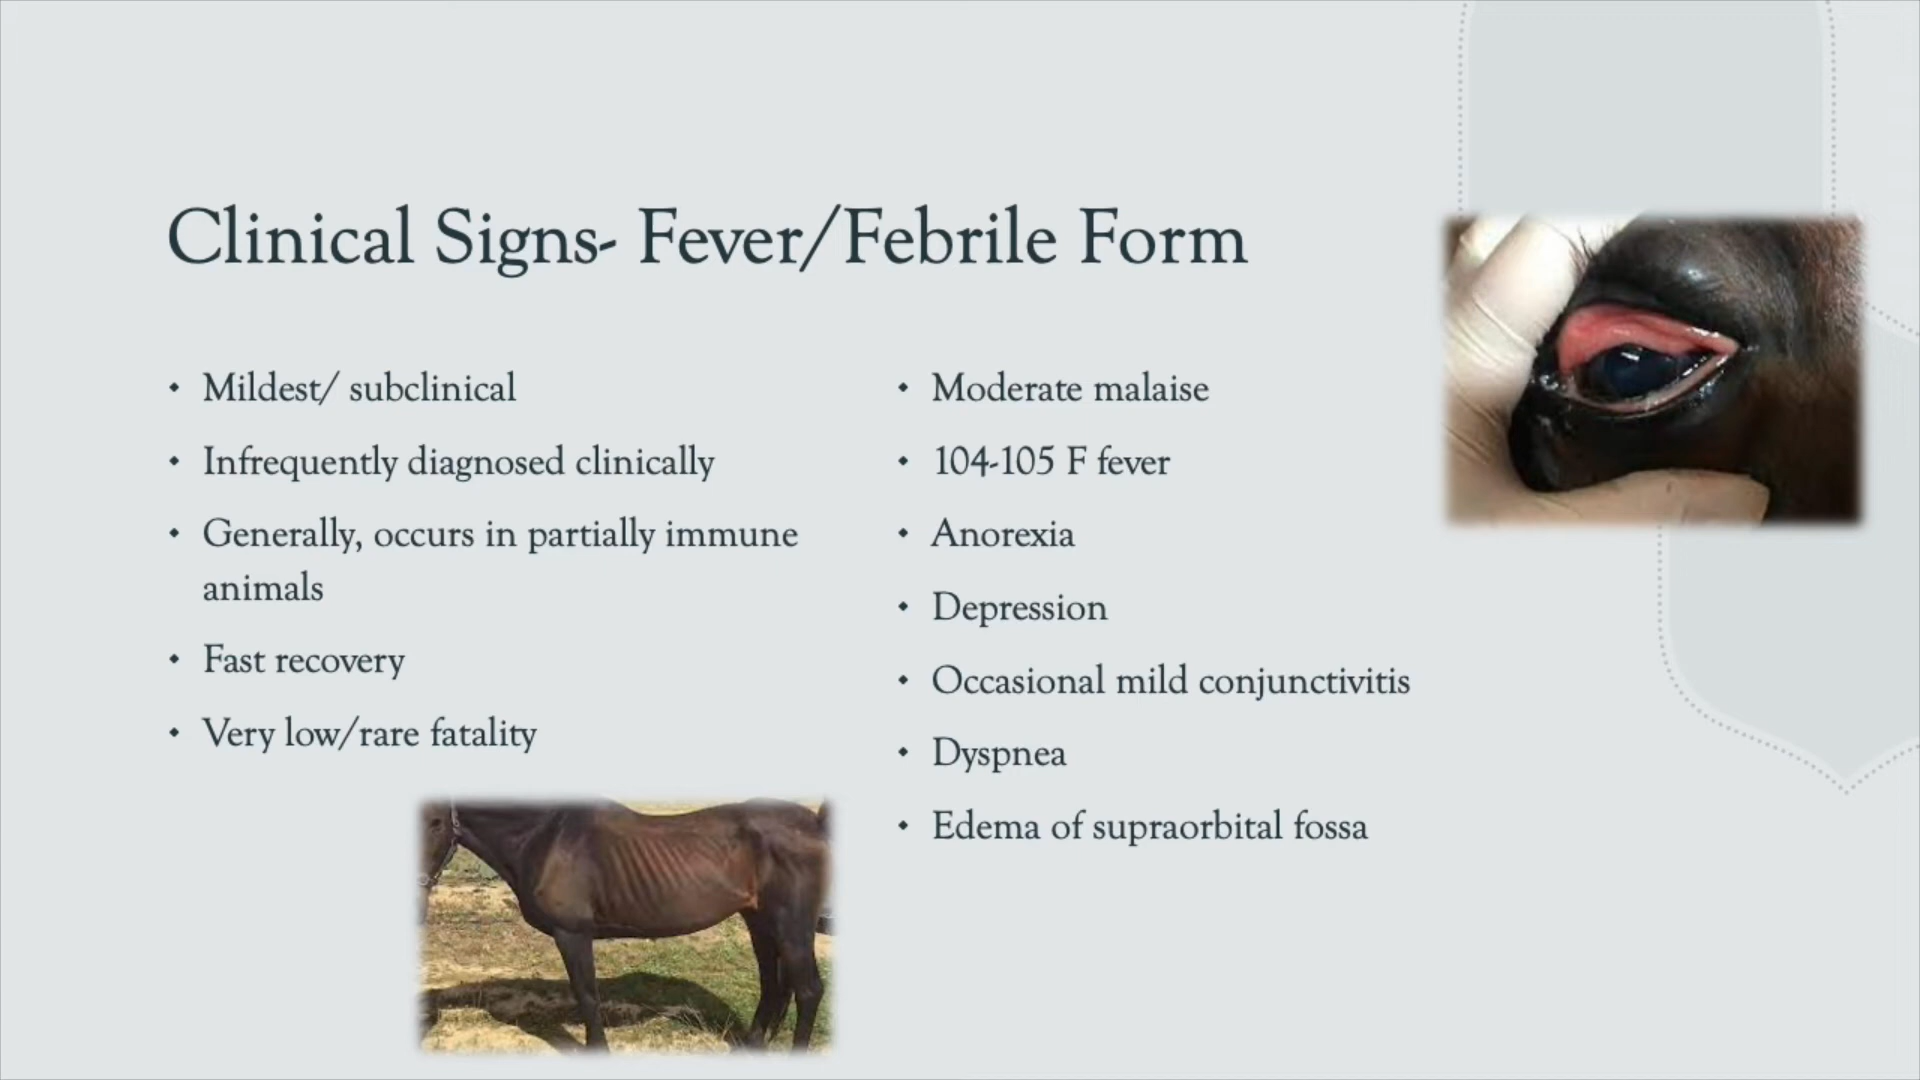 Clinical Signs- Fever/Febrile Form
• Mildest/ subclinical
• Infrequently diagnosed clinically
• Generally, occurs in partially immune
animals
• Fast recovery
• Very low/rare fatality
• Moderate malaise
• 104-105 F fever
• Anorexia
• Depression
• Occasional mild conjunctivitis
• Dyspnea
• Edema of supraorbital fossa